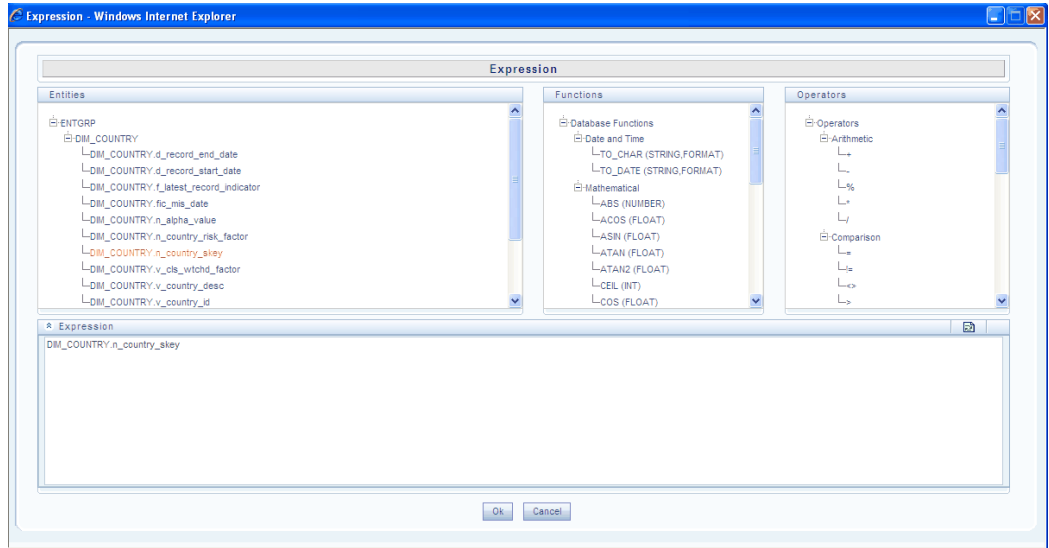 Expression - Windows Internet Explorer
Expression
Entities
ENTGRP
DIM_COUNTRY
DIM_COUNTRY.d_record_end_date
DIM_COUNTRY.d_record_start_date
DIM_COUNTRY.f_latest_record_indicator
DIM_COUNTRY.fic_mis_date
DIM_COUNTRY.n_alpha_value
DIM_COUNTRY.n_country_risk_factor
DIM_COUNTRY.n_country_skey
DIM_COUNTRY.v_cls_wtchd_factor
DIM_COUNTRY.v_country_desc
DIM_COUNTRY.v_country_id
Functions
Database Functions
Date and Time
TO_CHAR (STRING,FORMAT)
TO_DATE (STRING,FORMAT)
Mathematical
ABS (NUMBER)
ACOS (FLOAT)
ASIN (FLOAT)
ATAN (FLOAT)
ATAN2 (FLOAT)
CEIL (INT)
COS (FLOAT)
Operators
Operators
Arithmetic
+
-
%
*
/
Comparison
=
!=
<>
>
Expression
DIM_COUNTRY.n_country_skey
Ok
Cancel